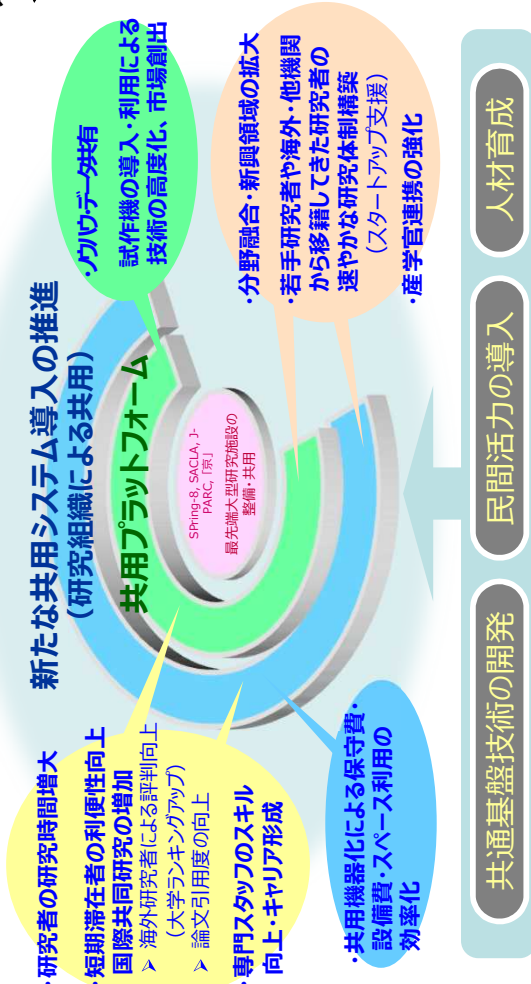 新たな共用システム導入の推進
(研究組織による共用)
共用プラットフォーム
SPring-8, SACLA, J-
PARC, 「京」
最先端大型研究施設の
整備・共用
・研究者の研究時間増大
・短期滞在者の利便性向上
国際共同研究の増加
➢ 海外研究者による評判向上
(大学ランキングアップ)
➢ 論文引用度の向上
・専門スタッフのスキル
向上・キャリア形成
・共用機器化による保守費・
設備費・スペース利用の
効率化
・ノウハウ・データ共有
試作機の導入・利用による
技術の高度化、市場創出
・分野融合・新興領域の拡大
・若手研究者や海外・他機関
から移籍してきた研究者の
速やかな研究体制構築
(スタートアップ支援)
・産学官連携の強化
共通基盤技術の開発
民間活力の導入
人材育成